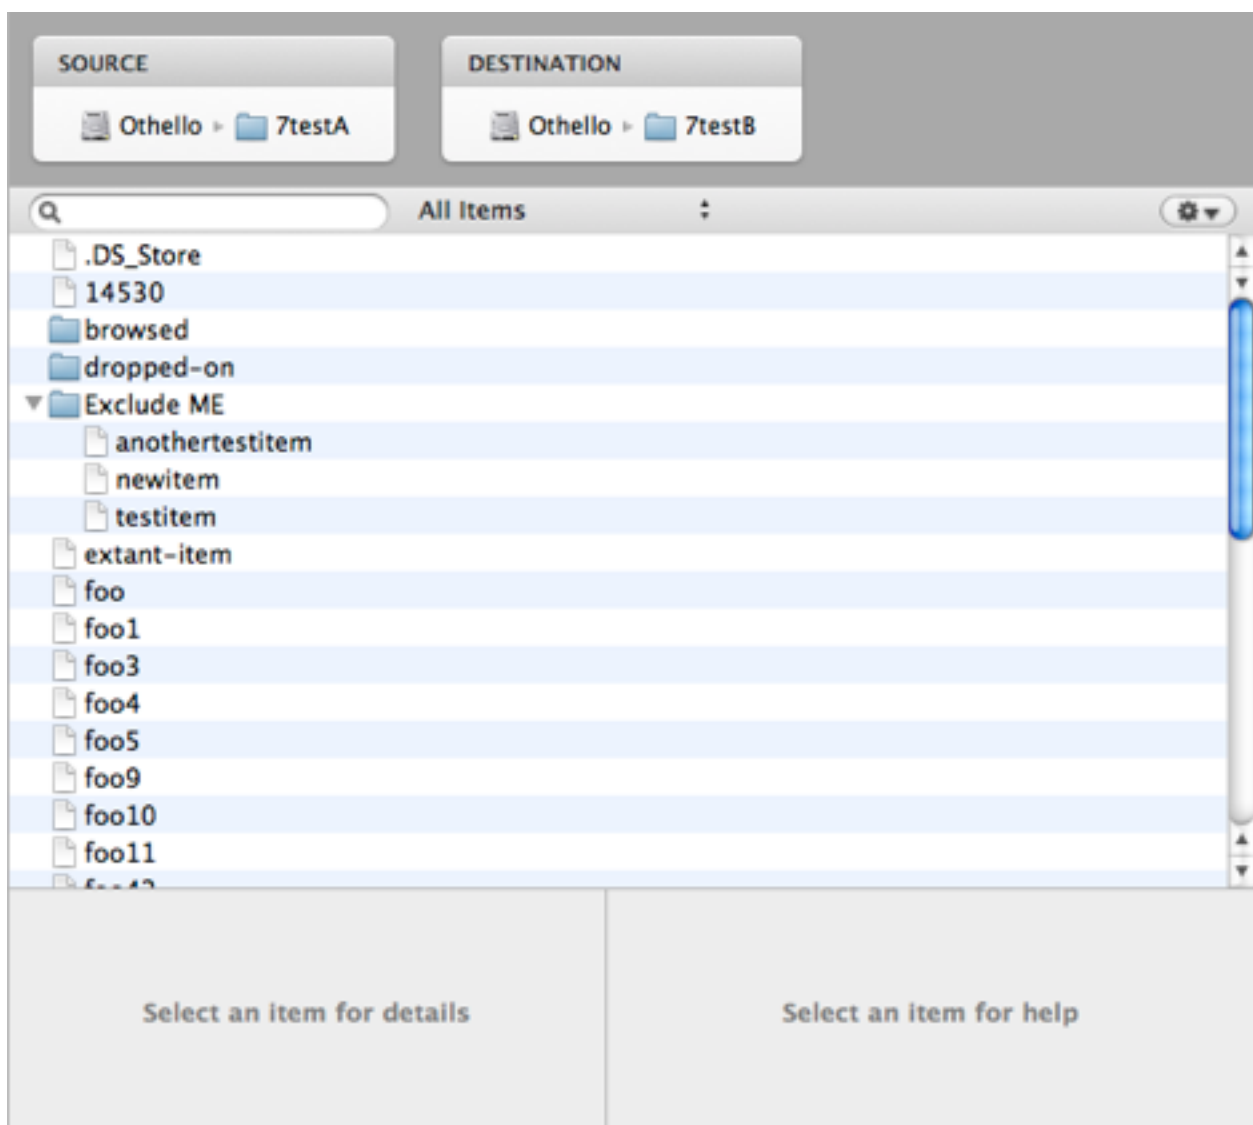 SOURCE
DESTINATION
Othello 7testA
Othello 7testB
All Items
.DS_Store
14530
browsed
dropped-on
Exclude ME
anothertestitem
newitem
testitem
extant-item
foo
foo1
foo3
foo4
foo5
foo9
foo10
foo11
Select an item for details
Select an item for help